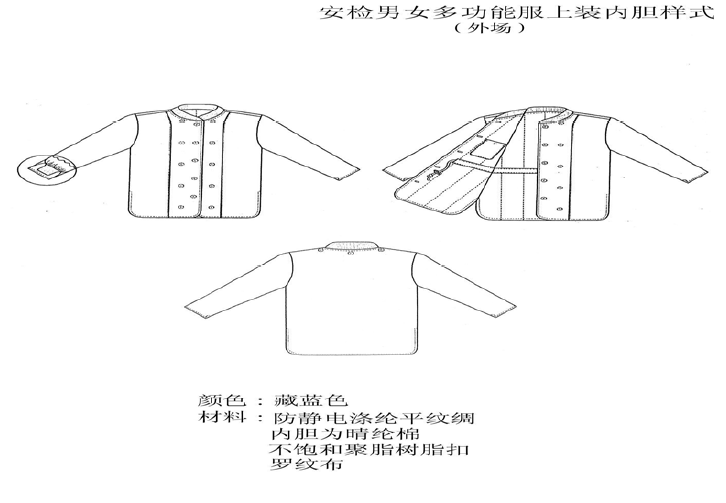 安检男女多功能服上装内胆样式
（外场）
颜色：藏蓝色
材料：防静电涤纶平纹绸
内胆为晴纶棉
不饱和聚脂树脂扣
罗纹布